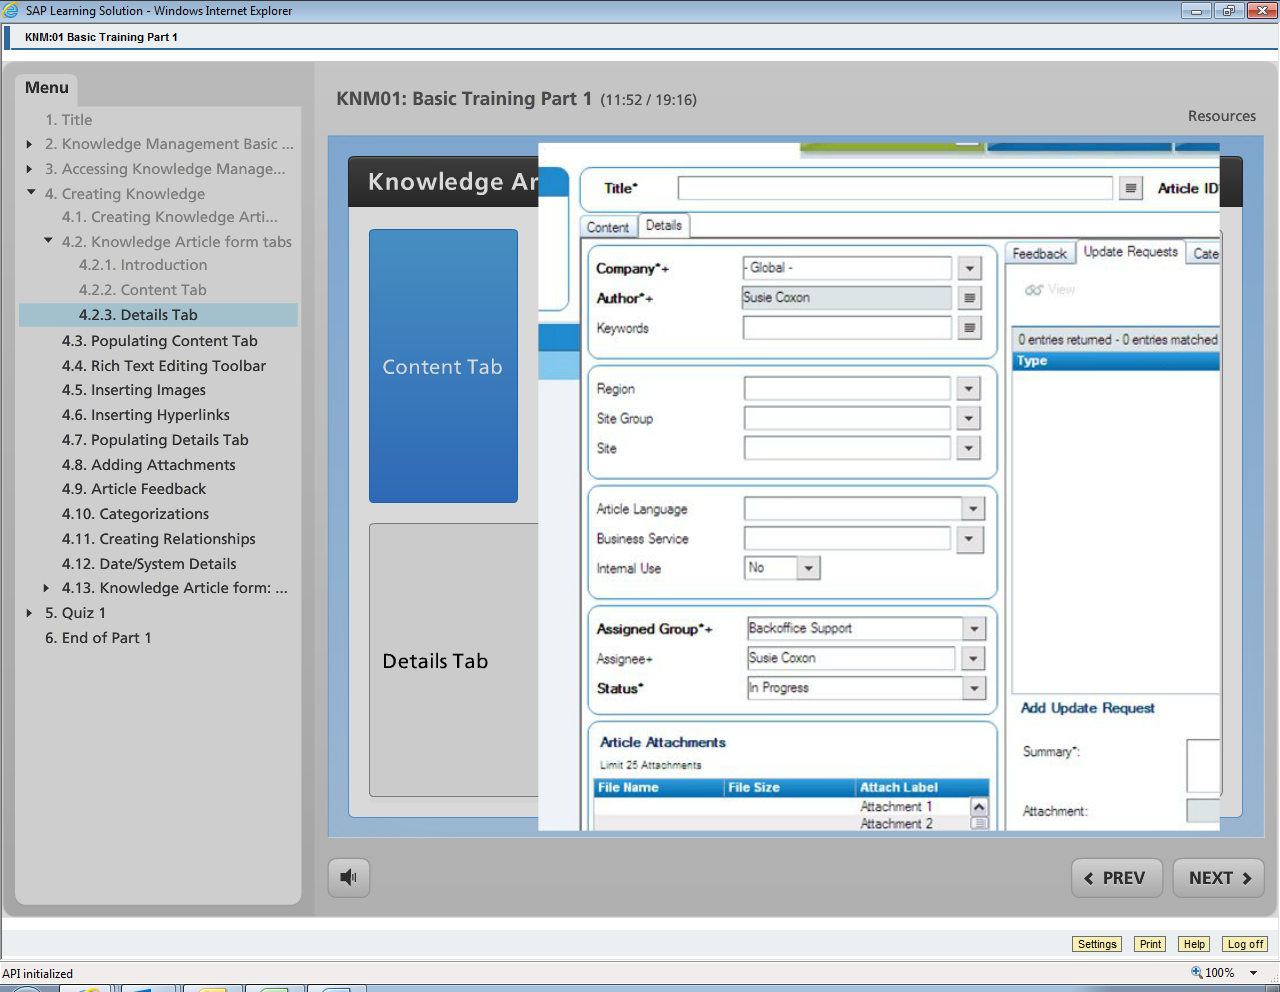 SAP Learning Solution - Windows Internet Explorer
KNM:01 Basic Training Part 1
Menu
1. Title
2. Knowledge Management Basic ...
3. Accessing Knowledge Manage...
4. Creating Knowledge
4.1. Creating Knowledge Arti...
4.2. Knowledge Article form tabs
4.2.1. Introduction
4.2.2. Content Tab
4.2.3. Details Tab
4.3. Populating Content Tab
4.4. Rich Text Editing Toolbar
4.5. Inserting Images
4.6. Inserting Hyperlinks
4.7. Populating Details Tab
4.8. Adding Attachments
4.9. Article Feedback
4.10. Categorizations
4.11. Creating Relationships
4.12. Date/System Details
4.13. Knowledge Article form: ...
5. Quiz 1
6. End of Part 1
KNM01: Basic Training Part 1 (11:52 / 19:16)
Resources
Knowledge Ar
Content Tab
Details Tab
Title* Article ID
Content Details
Company*+ - Global -
Author*+ Susie Coxon
Keywords
Region
Site Group
Site
Article Language
Business Service
Internal Use No
Assigned Group*+ Backoffice Support
Assignee+ Susie Coxon
Status* In Progress
Article Attachments
Limit 25 Attachments
File Name File Size Attach Label
Attachment 1
Attachment 2
Feedback Update Requests Cate
View
0 entries returned - 0 entries matched
Type
Add Update Request
Summary*:
Attachment:
PREV NEXT
Settings Print Help Log off
API initialized 100%